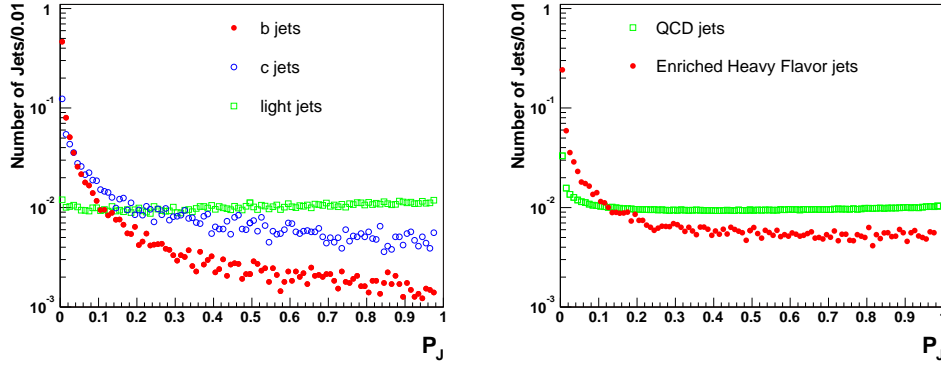 Number of Jets/0.01
1
10-1
10-2
10-3
b jets
c jets
light jets
0 0.1 0.2 0.3 0.4 0.5 0.6 0.7 0.8 0.9 1
PJ
Number of Jets/0.01
1
10-1
10-2
10-3
QCD jets
Enriched Heavy Flavor jets
0 0.1 0.2 0.3 0.4 0.5 0.6 0.7 0.8 0.9 1
PJ